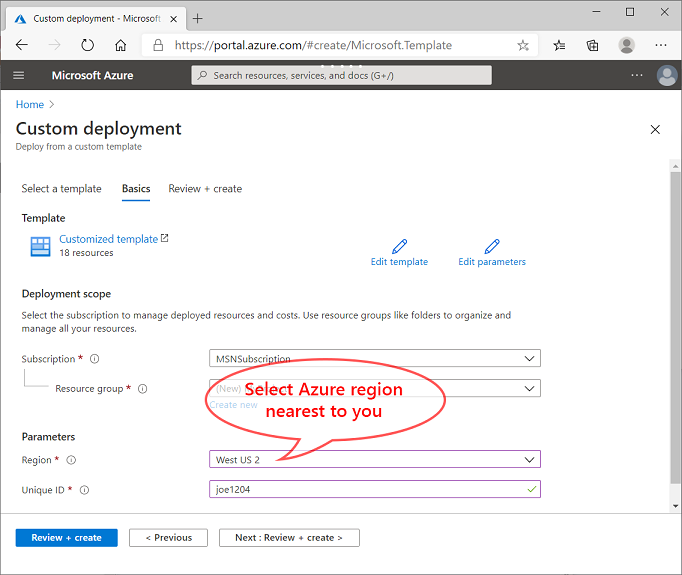 Custom deployment - Microsoft
https://portal.azure.com/#create/Microsoft.Template
Microsoft Azure
Search resources, services, and docs (G+/)
Home >
Custom deployment
Deploy from a custom template
Select a template Basics Review + create
Template
Customized template
18 resources
Edit template Edit parameters
Deployment scope
Select the subscription to manage deployed resources and costs. Use resource groups like folders to organize and
manage all your resources.
Subscription *
MSNSubscription
Resource group *
(New)
Create new
Select Azure region
nearest to you
Parameters
Region *
West US 2
Unique ID *
joe1204
Review + create
< Previous
Next : Review + create >